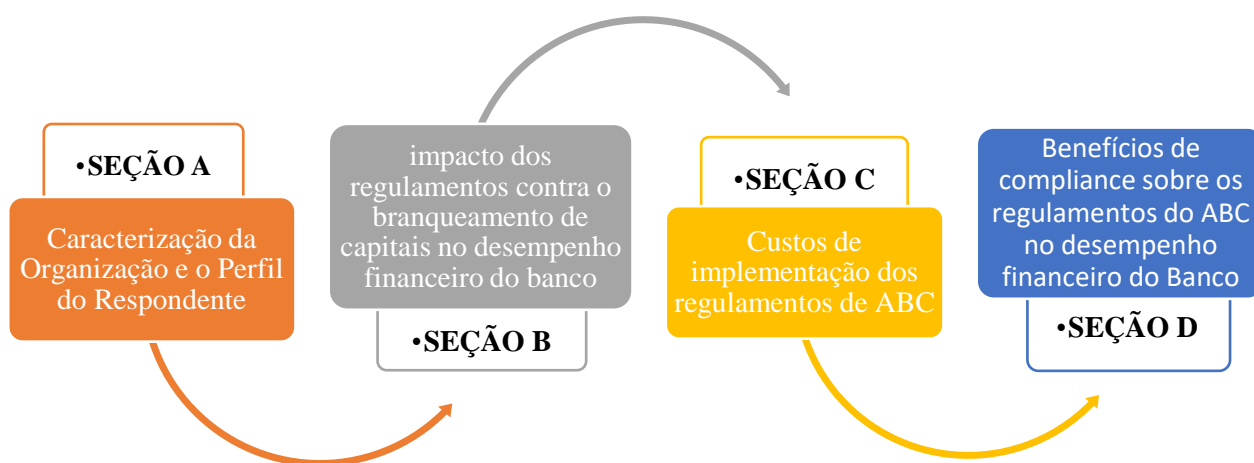 •SEÇÃO A
Caracterização da
Organização e o Perfil
do Respondente
impacto dos
regulamentos contra o
branqueamento de
capitais no desempenho
financeiro do banco
•SEÇÃO B
•SEÇÃO C
Custos de
implementação dos
regulamentos de ABC
Benefícios de
compliance sobre os
regulamentos do ABC
no desempenho
financeiro do Banco
•SEÇÃO D